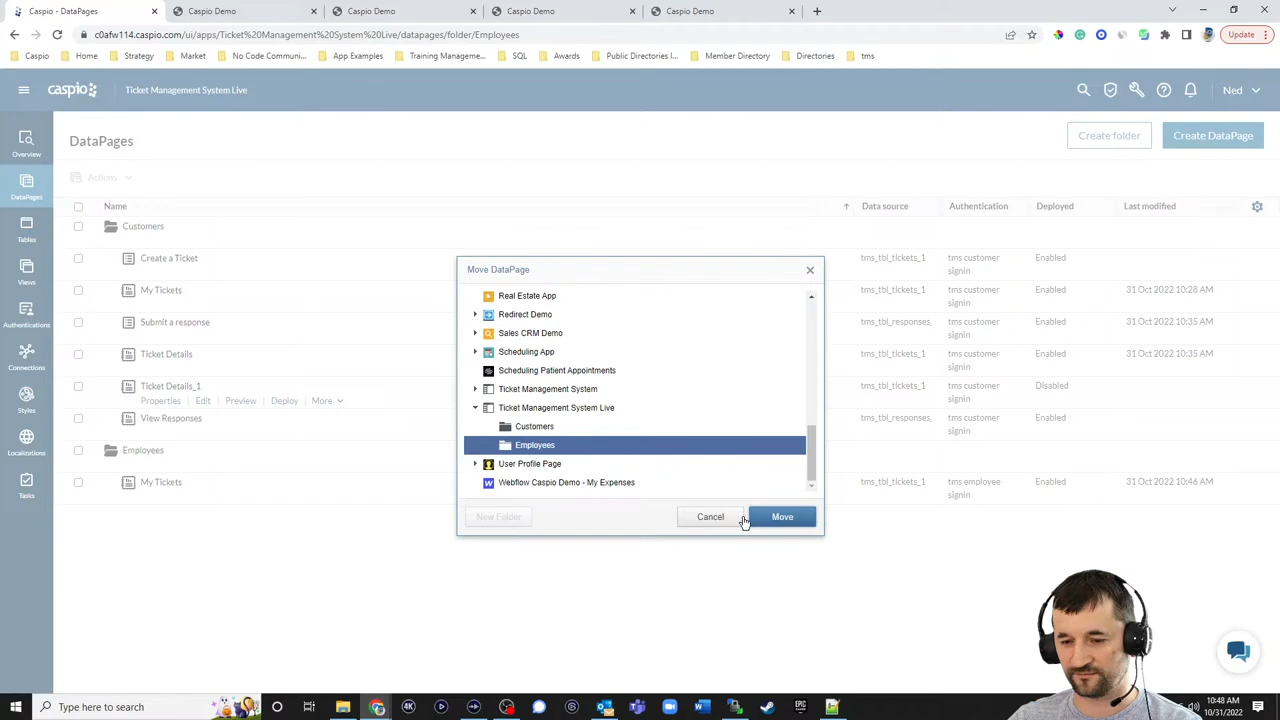 Caspio - DataPages
Caspio Demo
Caspio Demo
Caspio Demo
Caspio Demo
c0afw114.caspio.com/ui/apps/Ticket%20Management%20System%20Live/datapages/folder/Employees
Update
Caspio
Home
Strategy
Market
No Code Communi...
App Examples
Training Manageme...
SQL
Awards
Public Directories I...
Member Directory
Directories
tms
caspio
Ticket Management System Live
Ned
Overview
DataPages
Tables
Views
Authentications
Connections
Styles
Localizations
Tasks
DataPages
Create folder
Create DataPage
Actions
Name
Data source
Authentication
Deployed
Last modified
Customers
Create a Ticket
tms_tbl_tickets_1
tms customer
signin
Enabled
My Tickets
tms_tbl_tickets_1
tms customer
signin
Enabled
31 Oct 2022 10:28 AM
Submit a response
tms_tbl_responses_
tms customer
signin
Enabled
31 Oct 2022 10:35 AM
Ticket Details
tms_tbl_tickets_1
tms customer
signin
Enabled
31 Oct 2022 10:35 AM
Ticket Details_1
Properties
Edit
Preview
Deploy
More
tms_tbl_tickets_1
tms customer
signin
Disabled
View Responses
tms_tbl_responses_
tms customer
signin
Enabled
Employees
My Tickets
tms_tbl_tickets_1
tms employee
signin
Enabled
31 Oct 2022 10:46 AM
Move DataPage
Real Estate App
Redirect Demo
Sales CRM Demo
Scheduling App
Scheduling Patient Appointments
Ticket Management System
Ticket Management System Live
Customers
Employees
User Profile Page
Webflow Caspio Demo - My Expenses
New Folder
Cancel
Move
Type here to search
4K
EPIC
10:48 AM
10/31/2022